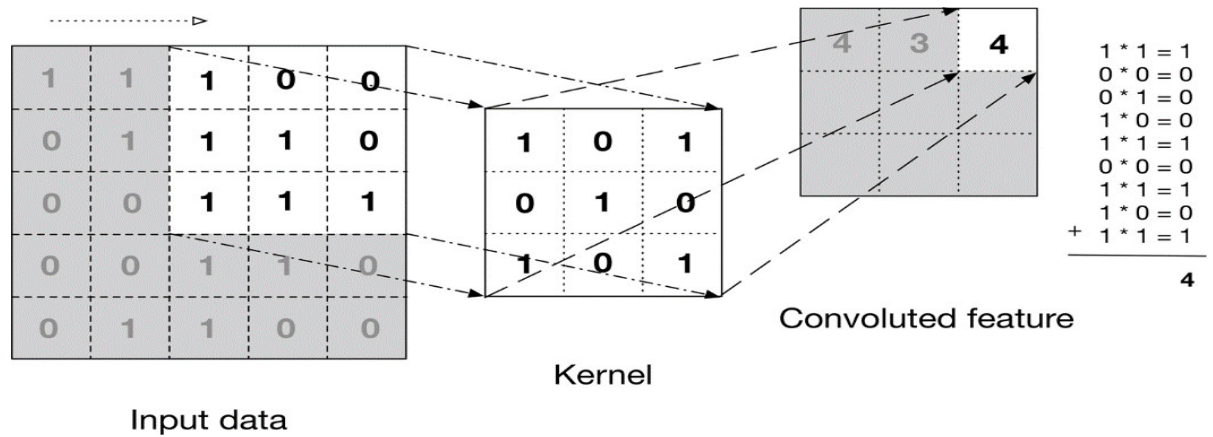 1 1 1 0 0
0 1 1 1 0
0 0 1 1 1
0 0 1 1 0
0 1 1 0 0
Input data
1 0 1
0 1 0
1 0 1
Kernel
4 3 4
Convoluted feature
1 * 1 = 1
0 * 0 = 0
0 * 1 = 0
1 * 0 = 0
1 * 1 = 1
0 * 0 = 0
1 * 1 = 1
1 * 0 = 0
+ 1 * 1 = 1
4